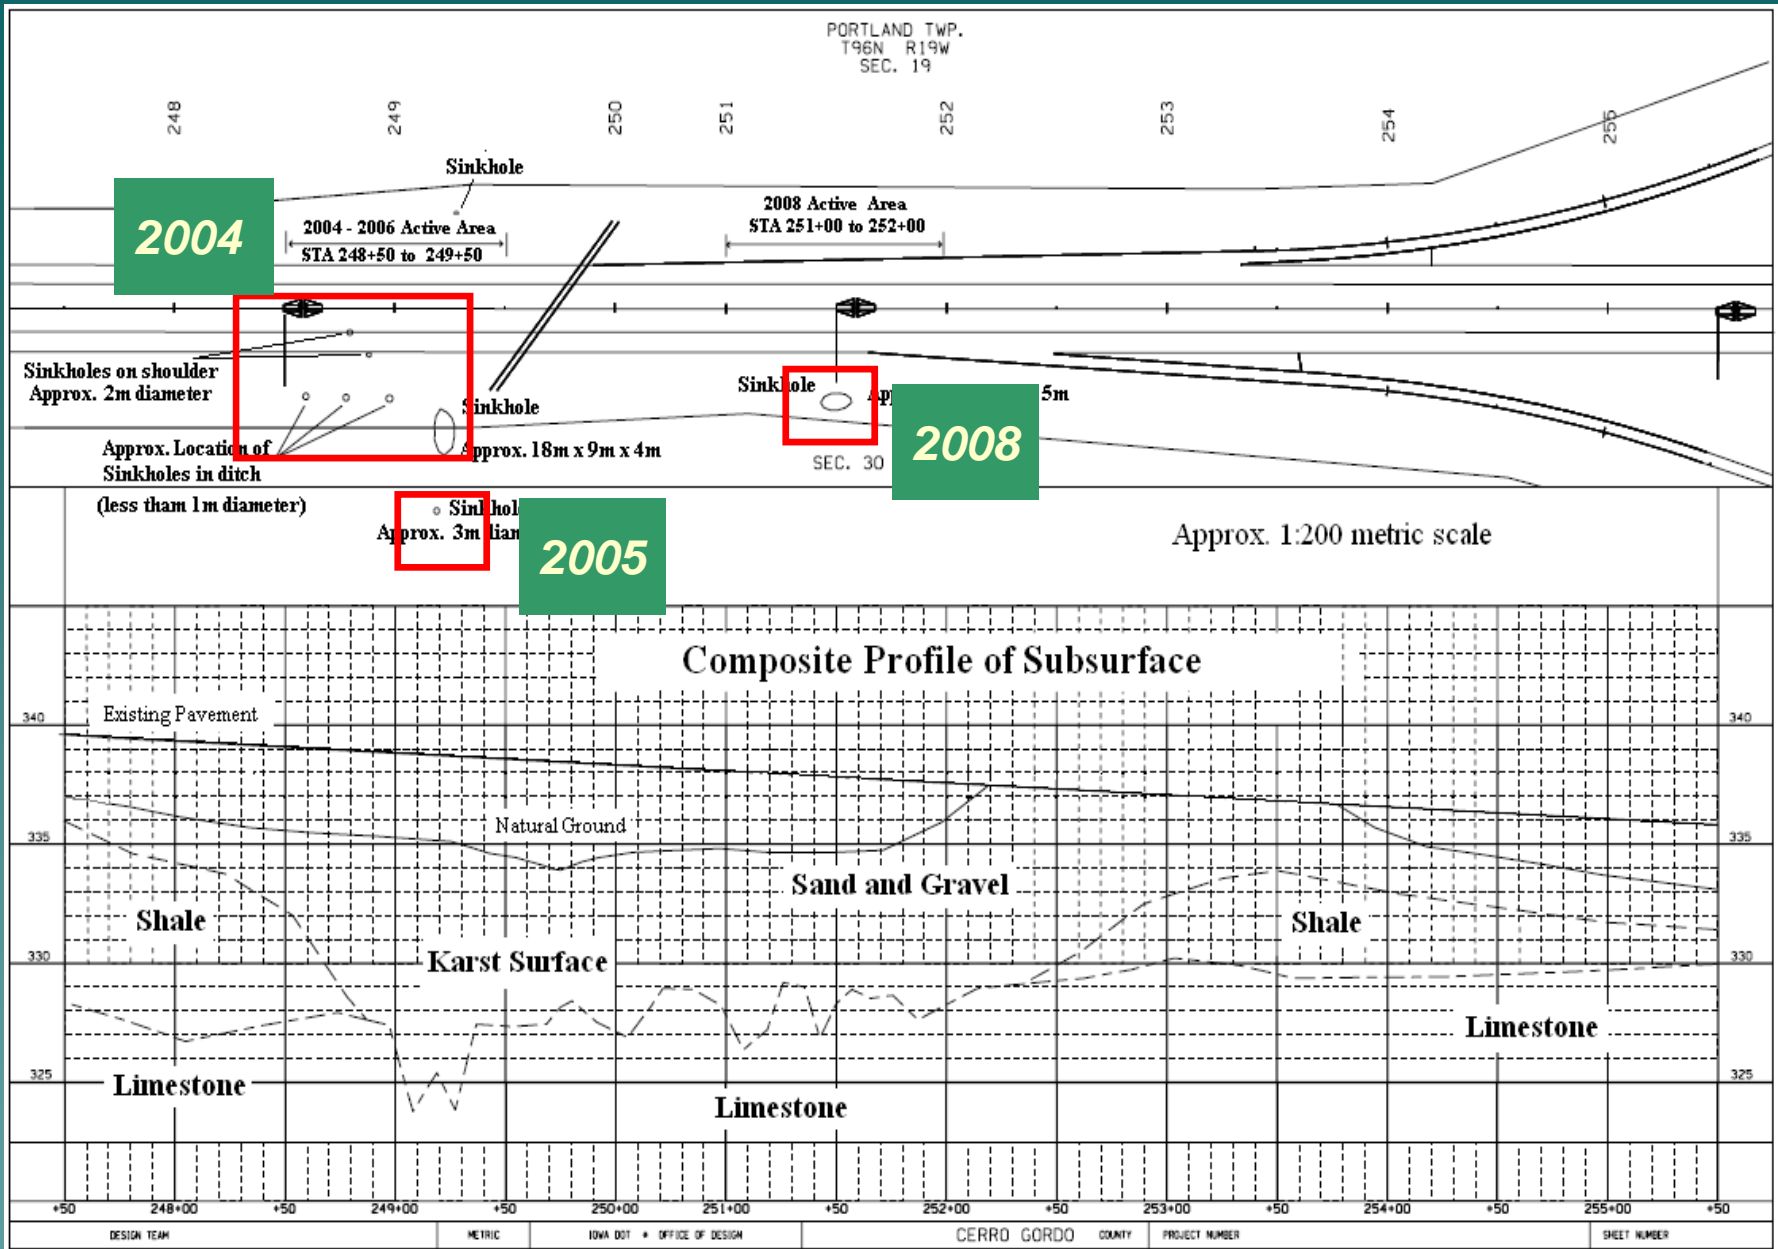 PORTLAND TWP.
T96N R19W
SEC. 19
248
249
250
251
252
253
254
255
Sinkhole
2004
2004 - 2006 Active Area
STA 248+50 to 249+50
2008 Active Area
STA 251+00 to 252+00
Sinkholes on shoulder
Approx. 2m diameter
Sinkhole
5m
Sinkhole
Approx. Location of
Sinkholes in ditch
(less tham 1m diameter)
Approx. 18m x 9m x 4m
SEC. 30
2008
Approx. 3m
2005
Approx. 1:200 metric scale
Composite Profile of Subsurface
Existing Pavement
340
340
Natural Ground
335
335
Sand and Gravel
Shale
Shale
Karst Surface
330
330
Limestone
325
325
Limestone
Limestone
+50 248+00 +50 249+00 +50 250+00 251+00 +50 252+00 +50 253+00 +50 254+00 +50 255+00 +50
DESIGN TEAM METRIC IOWA DOT * OFFICE OF DESIGN CERRO GORDO COUNTY PROJECT NUMBER SHEET NUMBER